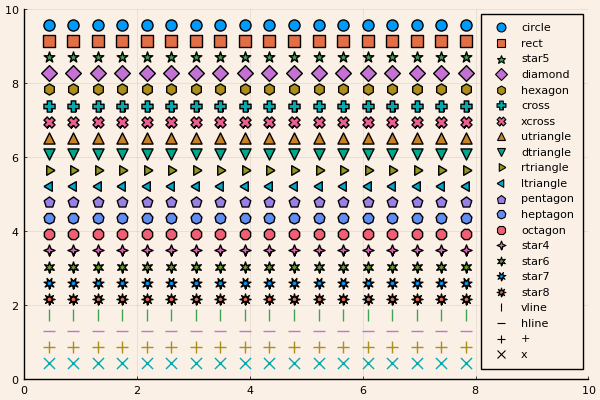 10
8
6
4
2
0
0
2
4
6
8
10
circle
rect
star5
diamond
hexagon
cross
xcross
utriangle
dtriangle
rtriangle
ltriangle
pentagon
heptagon
octagon
star4
star6
star7
star8
vline
hline
+
x